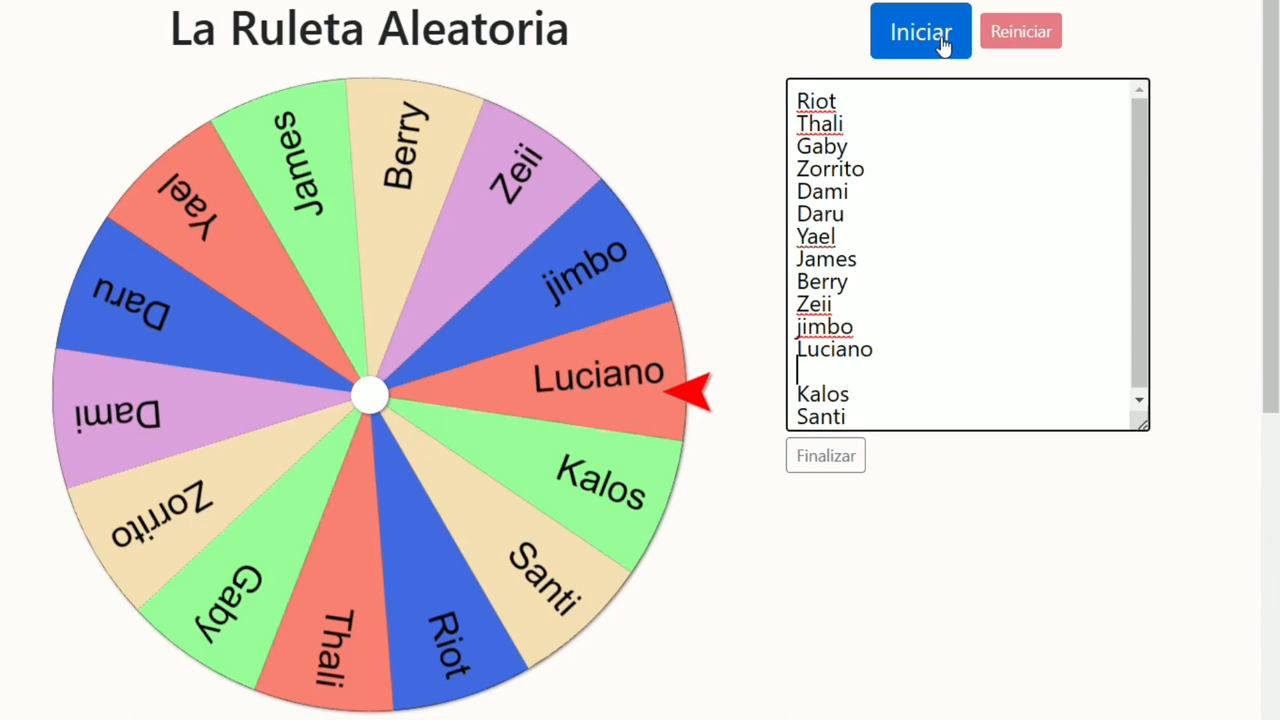 La Ruleta Aleatoria
Iniciar
Reiniciar
Berry
Zeii
jimbo
Luciano
Kalos
Santi
Riot
Thali
Gaby
Zorrito
Dami
Daru
Yael
James
Riot
Thali
Gaby
Zorrito
Dami
Daru
Yael
James
Berry
Zeii
jimbo
Luciano
Kalos
Santi
Finalizar